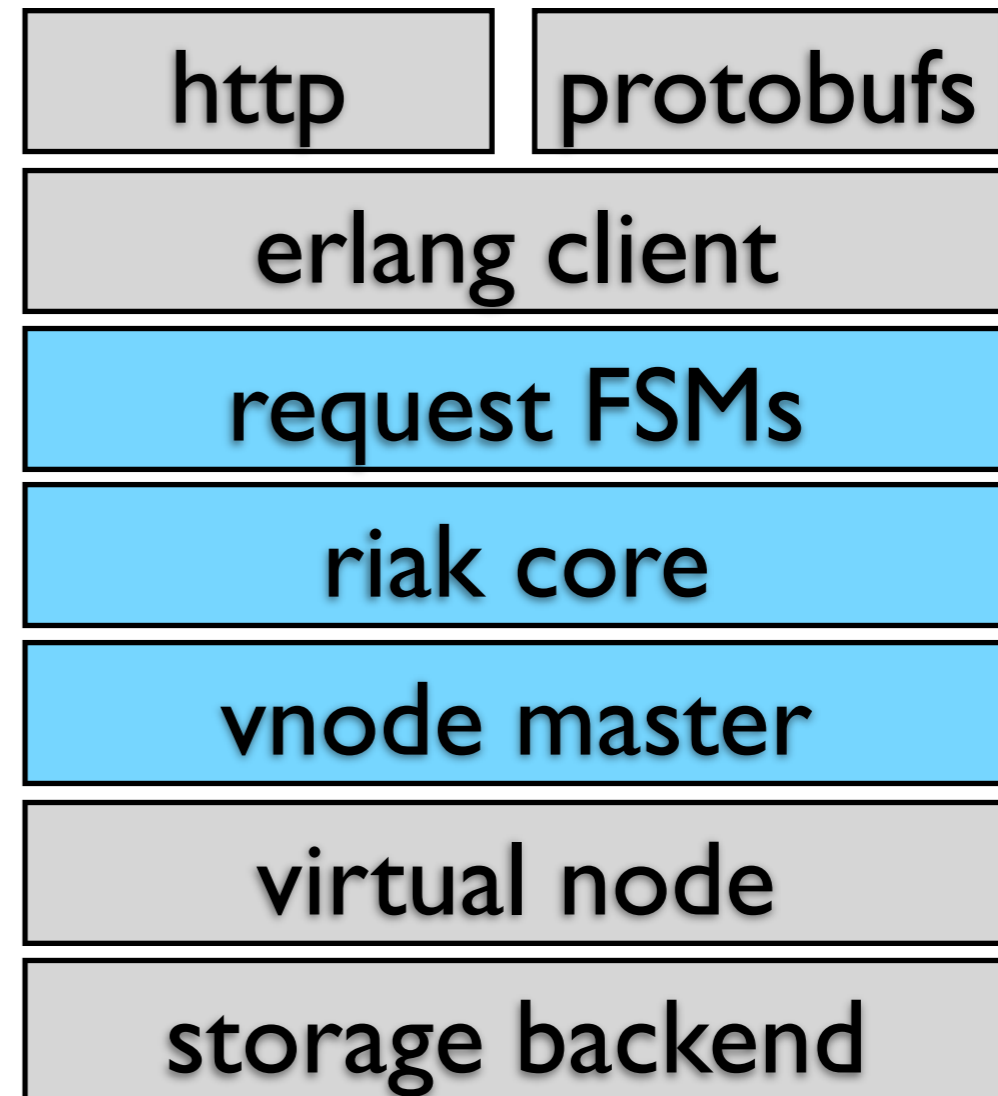 http
protobufs
erlang client
request FSMs
riak core
vnode master
virtual node
storage backend